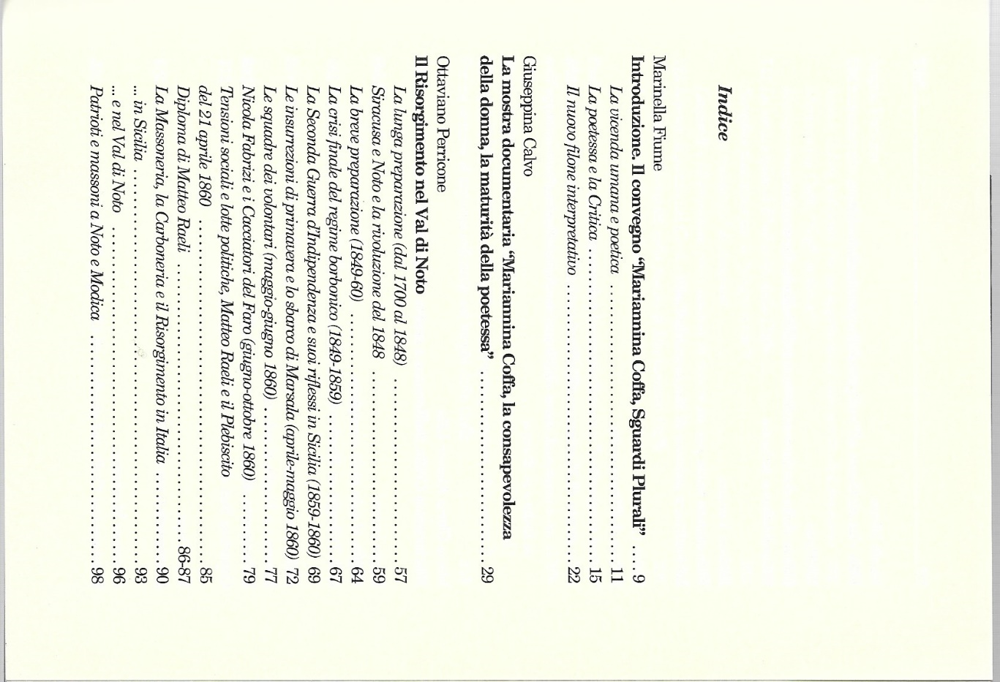 Indice
Marinella Fiume
Introduzione. Il convegno “Mariannina Coffa, Sguardi Plurali” . . . . 9
La vicenda umana e poetica . . . . . . . . . . . . . . . . . . . . . . . . . . . . . . . . . 11
La poetessa e la Critica . . . . . . . . . . . . . . . . . . . . . . . . . . . . . . . . . . . . . 15
Il nuovo filone interpretativo . . . . . . . . . . . . . . . . . . . . . . . . . . . . . . . . 22
Giuseppina Calvo
La mostra documentaria “Mariannina Coffa, la consapevolezza
della donna, la maturità della poetessa” . . . . . . . . . . . . . . . . . . . . . . 29
Ottaviano Perricone
Il Risorgimento nel Val di Noto
La lunga preparazione (dal 1700 al 1848) . . . . . . . . . . . . . . . . . . . . . 57
Siracusa e Noto e la rivoluzione del 1848 . . . . . . . . . . . . . . . . . . . . . . 59
La breve preparazione (1849-60) . . . . . . . . . . . . . . . . . . . . . . . . . . . . . 64
La crisi finale del regime borbonico (1849-1859) . . . . . . . . . . . . . . . . . 67
La Seconda Guerra d’Indipendenza e suoi riflessi in Sicilia (1859-1860) 69
Le insurrezioni di primavera e lo sbarco di Marsala (aprile-maggio 1860) 72
Le squadre dei volontari (maggio-giugno 1860) . . . . . . . . . . . . . . . . . . 77
Nicola Fabrizi e i Cacciatori del Faro (giugno-ottobre 1860) . . . . . . . . 79
Tensioni sociali e lotte politiche, Matteo Raeli e il Plebiscito
del 21 aprile 1860 . . . . . . . . . . . . . . . . . . . . . . . . . . . . . . . . . . . . . . . . 85
Diploma di Matteo Raeli . . . . . . . . . . . . . . . . . . . . . . . . . . . . . . . . . 86-87
La Massoneria, la Carboneria e il Risorgimento in Italia . . . . . . . . . . 90
... in Sicilia . . . . . . . . . . . . . . . . . . . . . . . . . . . . . . . . . . . . . . . . . . . . . 93
... e nel Val di Noto . . . . . . . . . . . . . . . . . . . . . . . . . . . . . . . . . . . . . . . 96
Patrioti e massoni a Noto e Modica . . . . . . . . . . . . . . . . . . . . . . . . . . . 98